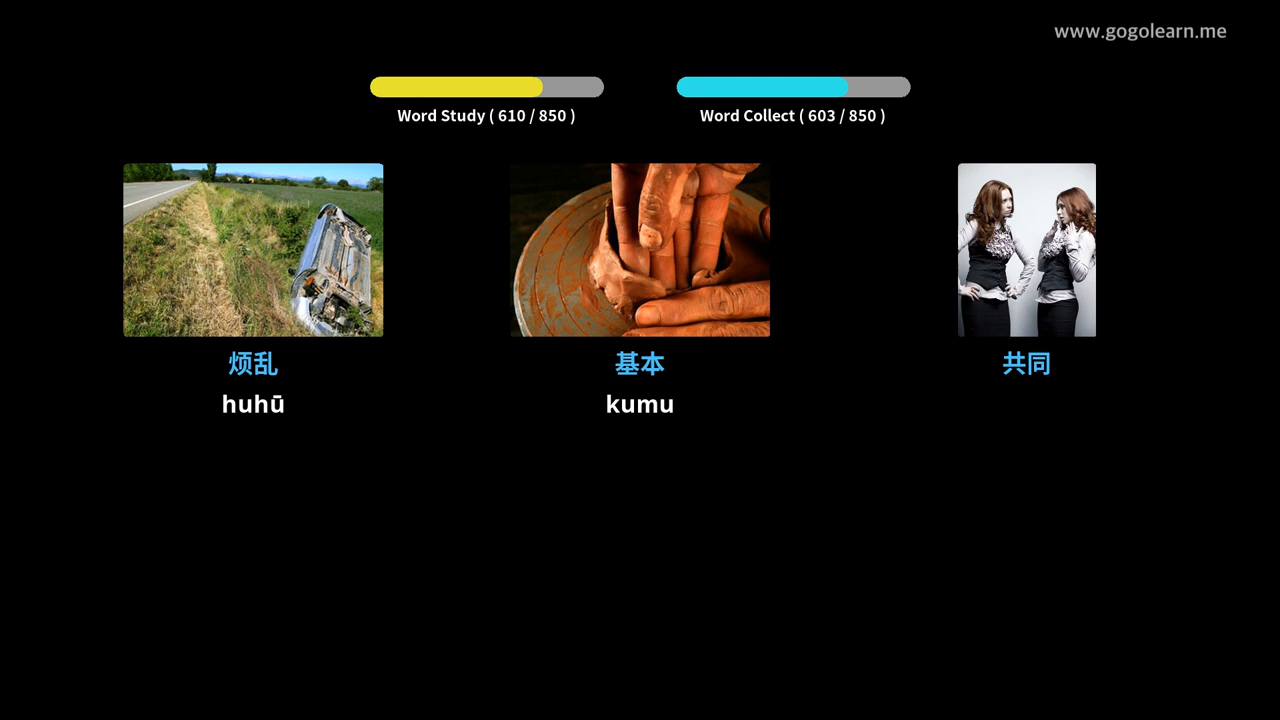 www.gogolearn.me
Word Study ( 610 / 850 )
Word Collect ( 603 / 850 )
烦乱
基本
共同
huhū
kumu